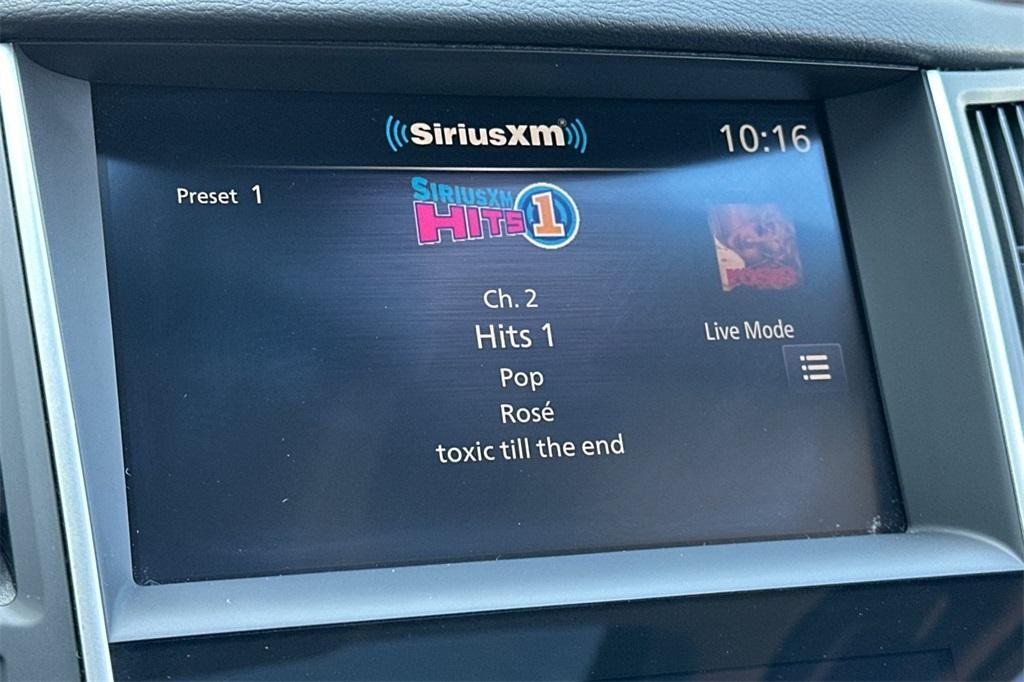 SiriusXM®
10:16
Preset 1
SIRIUSXM
HITS 1
Ch. 2
Hits 1
Live Mode
Pop
Rosé
toxic till the end